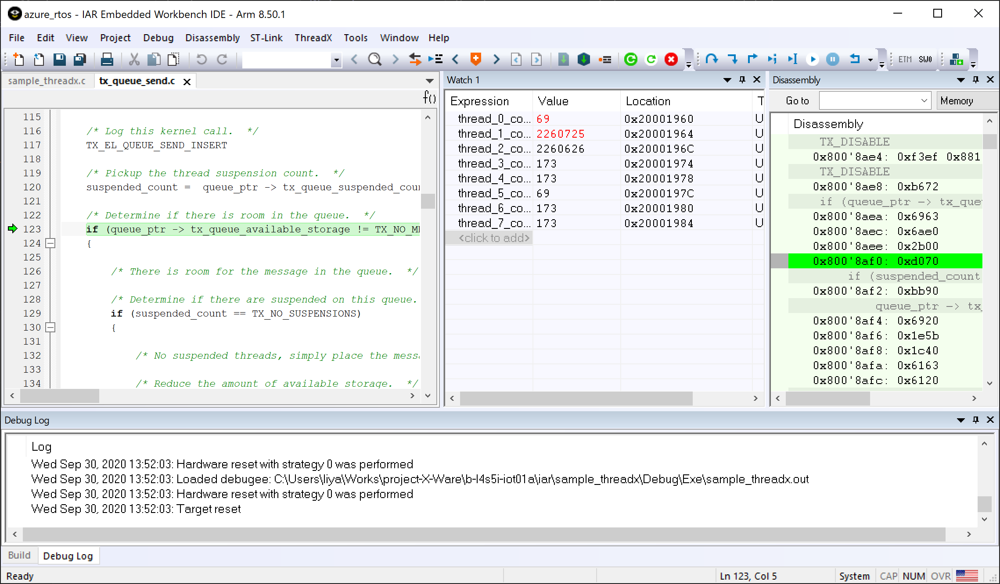 azure_rtos - IAR Embedded Workbench IDE - Arm 8.50.1
File Edit View Project Debug Disassembly ST-Link ThreadX Tools Window Help
ETM SWO
sample_threadx.c tx_queue_send.c
f()
115
116 /* Log this kernel call.  */
117 TX_EL_QUEUE_SEND_INSERT
118
119 /* Pickup the thread suspension count.  */
120 suspended_count =  queue_ptr -> tx_queue_suspended_cou
121
122 /* Determine if there is room in the queue.  */
123 if (queue_ptr -> tx_queue_available_storage != TX_NO_M
124 {
125
126 /* There is room for the message in the queue.  */
127
128 /* Determine if there are suspended on this queue.
129 if (suspended_count == TX_NO_SUSPENSIONS)
130 {
131
132 /* No suspended threads, simply place the mess
133
134 /* Reduce the amount of available storage.  */
Watch 1
Expression Value Location T
thread_0_co... 69 0x20001960 U
thread_1_co... 2260725 0x20001964 U
thread_2_co... 2260626 0x2000196C U
thread_3_co... 173 0x20001974 U
thread_4_co... 173 0x20001978 U
thread_5_co... 69 0x2000197C U
thread_6_co... 173 0x20001980 U
thread_7_co... 173 0x20001984 U
<click to add>
Disassembly
Go to Memory
Disassembly
TX_DISABLE
0x800'8ae4: 0xf3ef 0x881
TX_DISABLE
0x800'8ae8: 0xb672
if (queue_ptr -> tx_que
0x800'8aea: 0x6963
0x800'8aec: 0x6ae0
0x800'8aee: 0x2b00
0x800'8af0: 0xd070
if (suspended_count
0x800'8af2: 0xbb90
queue_ptr -> tx_
0x800'8af4: 0x6920
0x800'8af6: 0x1e5b
0x800'8af8: 0x1c40
0x800'8afa: 0x6163
0x800'8afc: 0x6120
Debug Log
Log
Wed Sep 30, 2020 13:52:03: Hardware reset with strategy 0 was performed
Wed Sep 30, 2020 13:52:03: Loaded debugee: C:\Users\liya\Works\project-X-Ware\b-l4s5i-iot01a\iar\sample_threadx\Debug\Exe\sample_threadx.out
Wed Sep 30, 2020 13:52:03: Hardware reset with strategy 0 was performed
Wed Sep 30, 2020 13:52:03: Target reset
Build Debug Log
Ready Ln 123, Col 5 System CAP NUM OVR